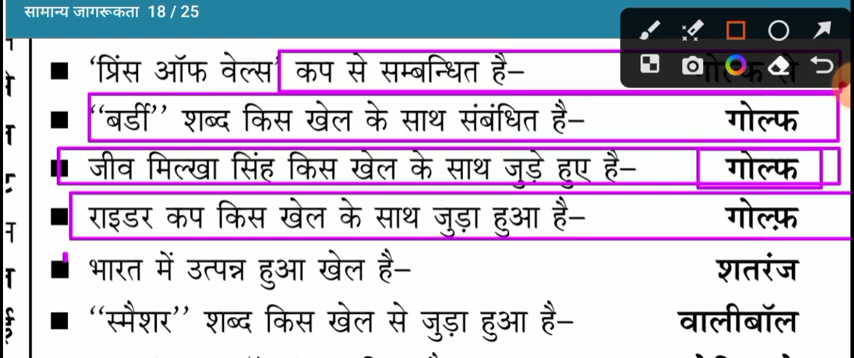 सामान्य जागरूकता 18 / 25
‘प्रिंस ऑफ वेल्स’ कप से सम्बन्धित है–
“बर्डी” शब्द किस खेल के साथ संबंधित है– गोल्फ
जीव मिल्खा सिंह किस खेल के साथ जुड़े हुए है– गोल्फ
राइडर कप किस खेल के साथ जुड़ा हुआ है– गोल्फ़
भारत में उत्पन्न हुआ खेल है– शतरंज
“स्मैशर” शब्द किस खेल से जुड़ा हुआ है– वालीबॉल